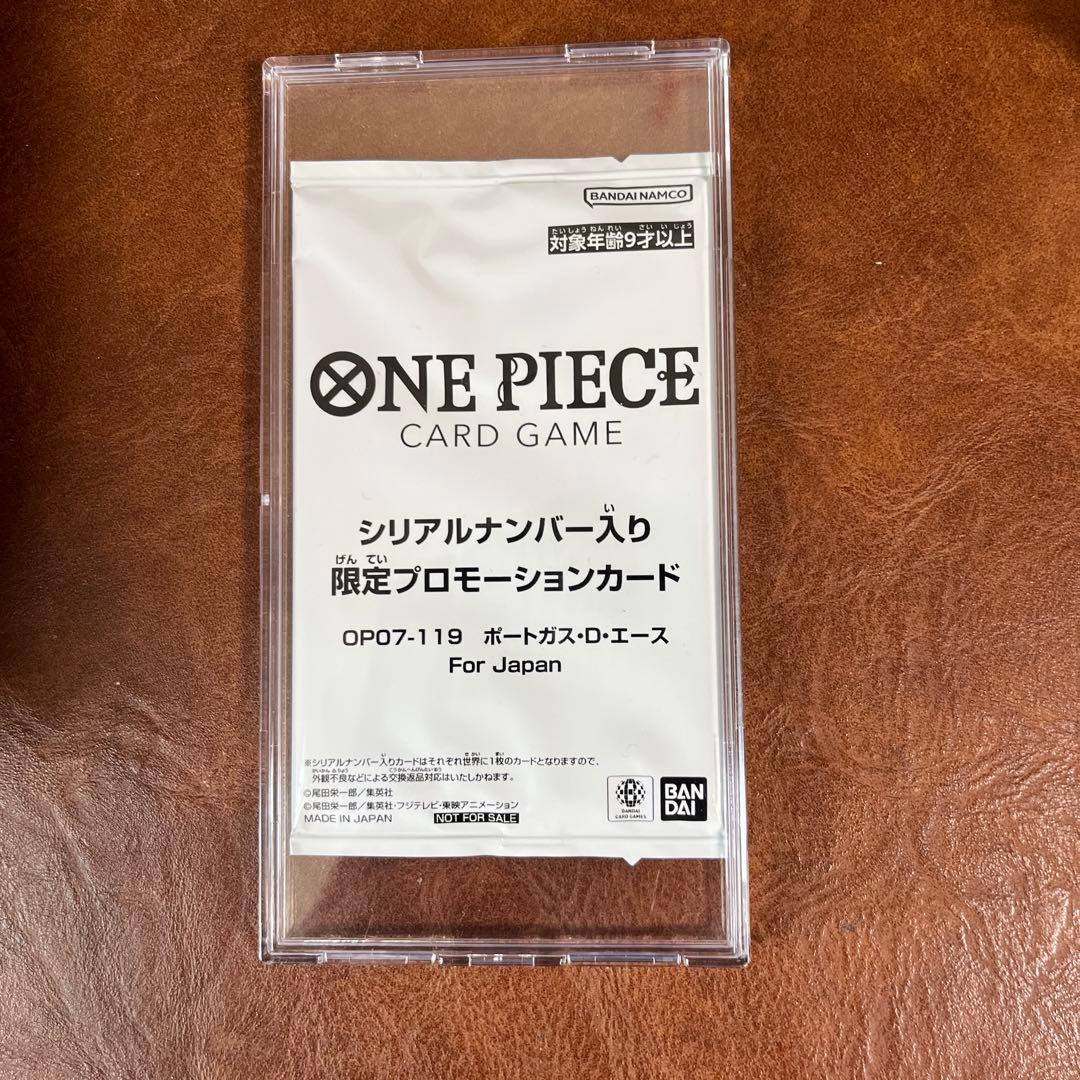 BANDAI NAMCO
対象年齢9才以上
ONE PIECE
CARD GAME
シリアルナンバー入り
限定プロモーションカード
OP07-119 ポートガス・D・エース
For Japan
※シリアルナンバー入りカードはそれぞれ世界に1枚のカードとなりますので、
外観不良などによる交換返品対応はいたしかねます。
©尾田栄一郎／集英社
©尾田栄一郎／集英社・フジテレビ・東映アニメーション
MADE IN JAPAN NOT FOR SALE
BANDAI
CARD GAMES
BAN
DAI